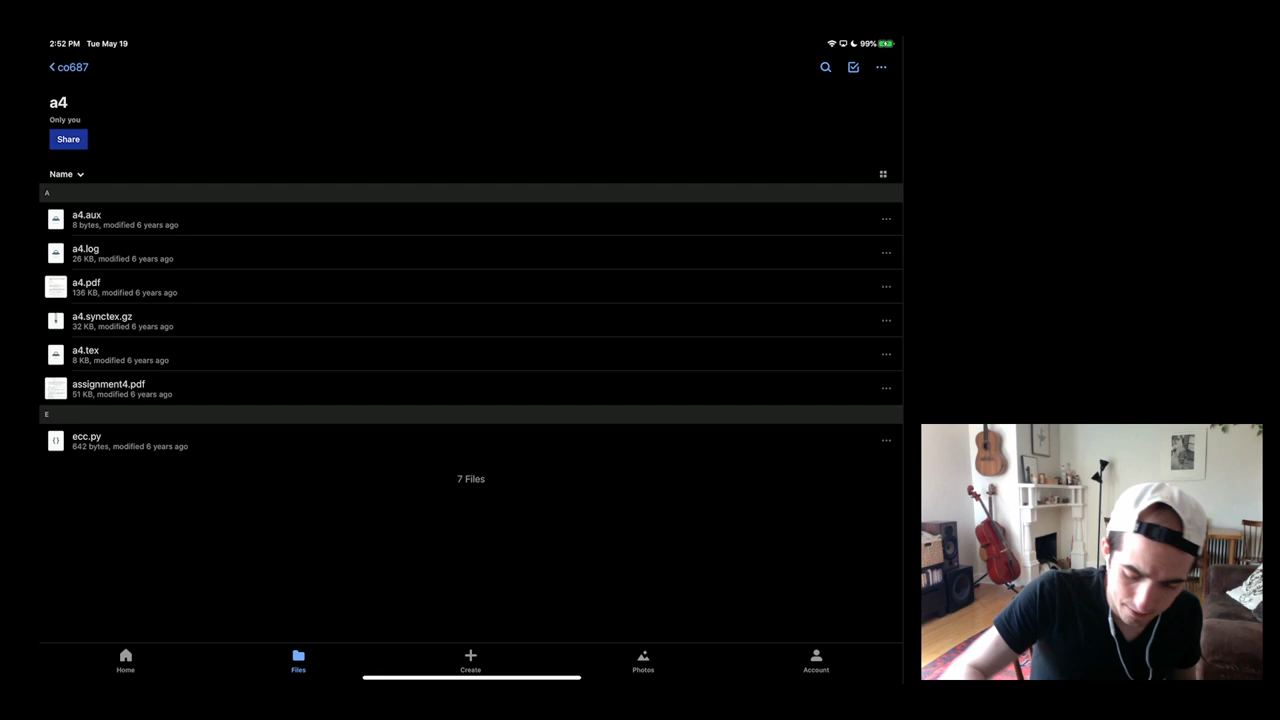 2:52 PM Tue May 19
99%
co687
a4
Only you
Share
Name
A
a4.aux
8 bytes, modified 6 years ago
a4.log
26 KB, modified 6 years ago
a4.pdf
136 KB, modified 6 years ago
a4.synctex.gz
32 KB, modified 6 years ago
a4.tex
8 KB, modified 6 years ago
assignment4.pdf
51 KB, modified 6 years ago
E
ecc.py
642 bytes, modified 6 years ago
7 Files
Home
Files
Create
Photos
Account